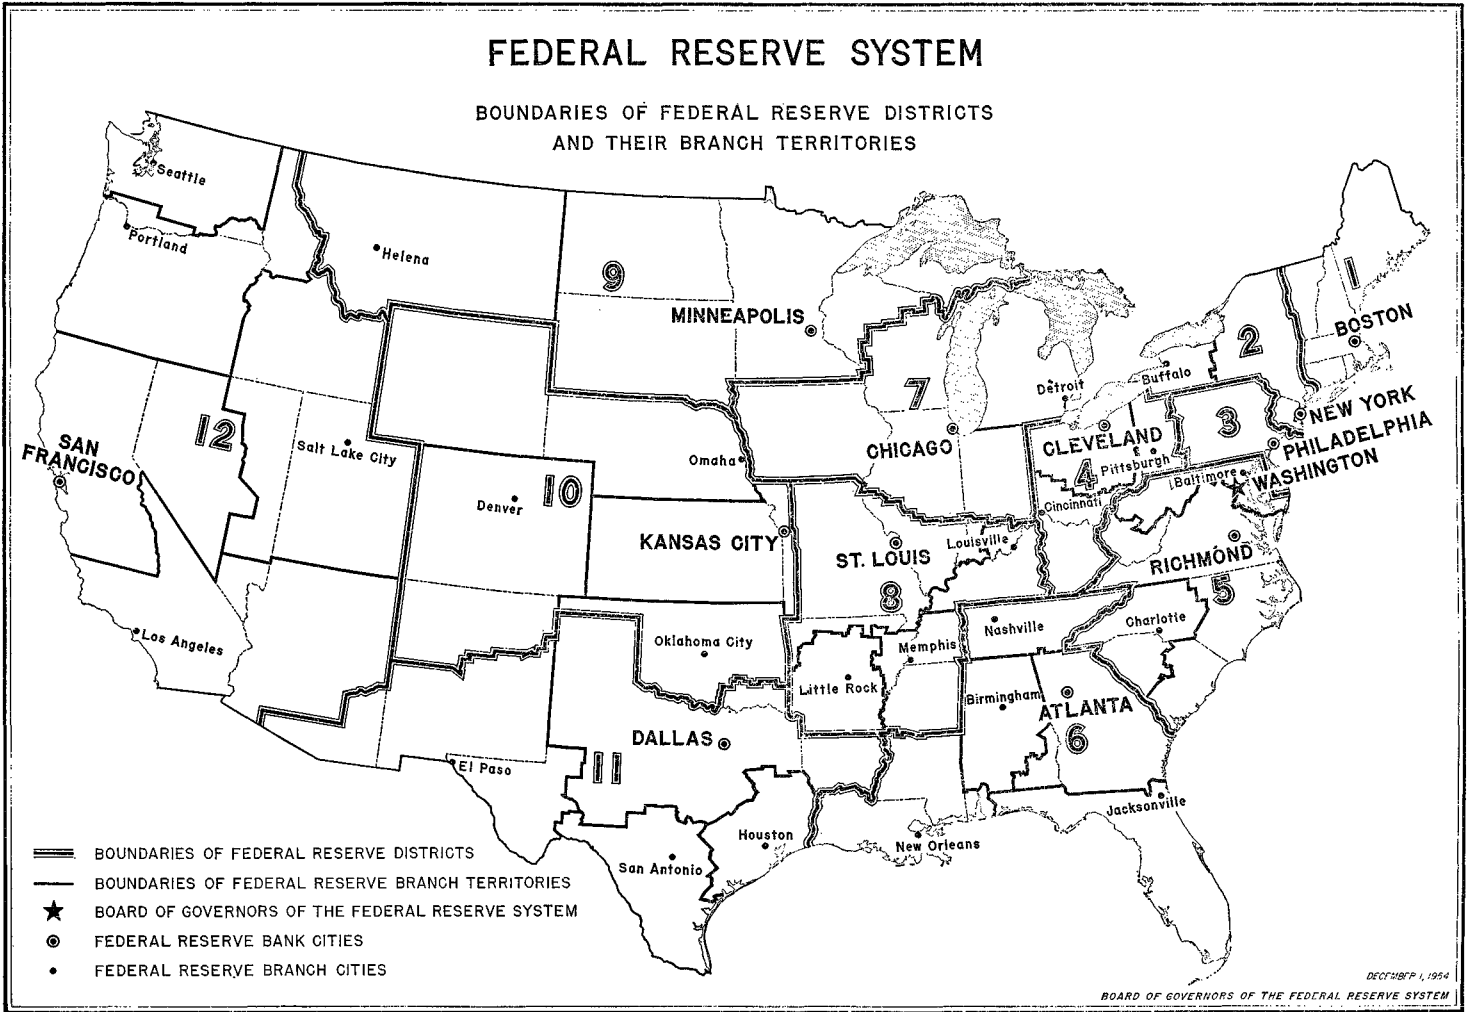 FEDERAL RESERVE SYSTEM
BOUNDARIES OF FEDERAL RESERVE DISTRICTS
AND THEIR BRANCH TERRITORIES
Seattle
Portland
Helena
9
MINNEAPOLIS
1
BOSTON
2
Buffalo
Detroit
7
CHICAGO
NEW YORK
3
PHILADELPHIA
WASHINGTON
CLEVELAND
4
Pittsburgh
Baltimore
Cincinnati
12
SAN
FRANCISCO
Salt Lake City
Omaha
Denver
10
KANSAS CITY
ST. LOUIS
8
Louisville
RICHMOND
5
Los Angeles
Oklahoma City
Nashville
Charlotte
Memphis
Little Rock
Birmingham
ATLANTA
6
DALLAS
11
El Paso
Jacksonville
Houston
New Orleans
San Antonio
BOUNDARIES OF FEDERAL RESERVE DISTRICTS
BOUNDARIES OF FEDERAL RESERVE BRANCH TERRITORIES
BOARD OF GOVERNORS OF THE FEDERAL RESERVE SYSTEM
FEDERAL RESERVE BANK CITIES
FEDERAL RESERVE BRANCH CITIES
DECEMBER 1, 1954
BOARD OF GOVERNORS OF THE FEDERAL RESERVE SYSTEM